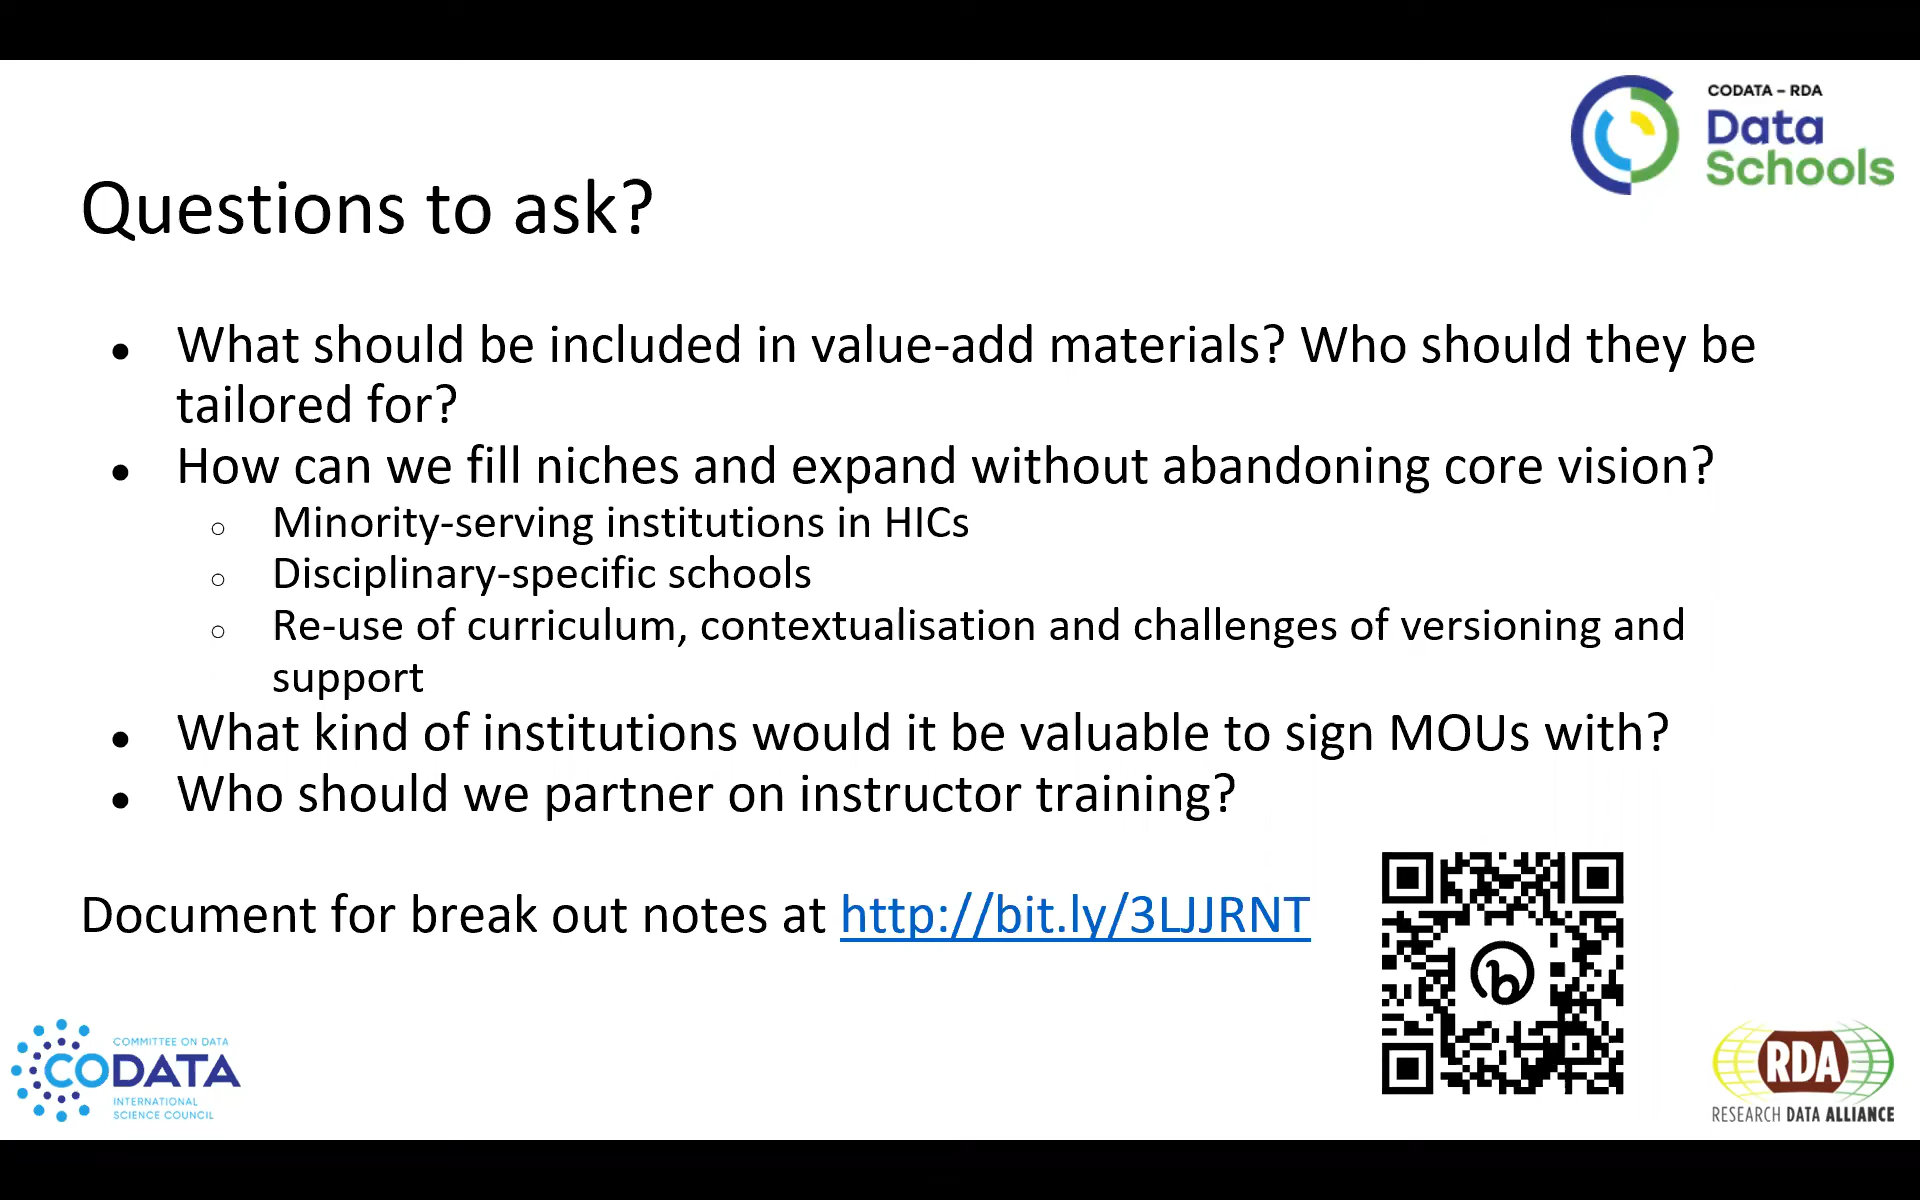 CODATA – RDA
Data
Schools
Questions to ask?
● What should be included in value-add materials? Who should they be
tailored for?
● How can we fill niches and expand without abandoning core vision?
○ Minority-serving institutions in HICs
○ Disciplinary-specific schools
○ Re-use of curriculum, contextualisation and challenges of versioning and
support
● What kind of institutions would it be valuable to sign MOUs with?
● Who should we partner on instructor training?
Document for break out notes at http://bit.ly/3LJJRNT
COMMITTEE ON DATA
CODATA
INTERNATIONAL
SCIENCE COUNCIL
RDA
RESEARCH DATA ALLIANCE